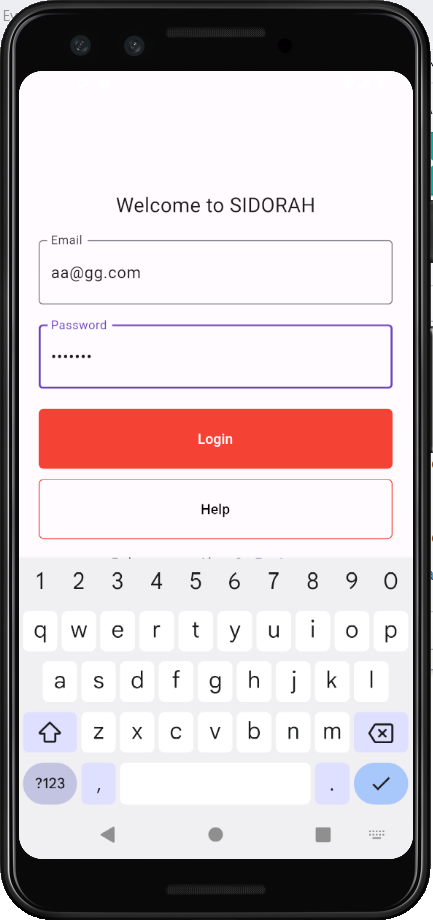 Welcome to SIDORAH
Email
aa@gg.com
Password
•••••••
Login
Help
1 2 3 4 5 6 7 8 9 0
q w e r t y u i o p
a s d f g h j k l
z x c v b n m
?123 , .